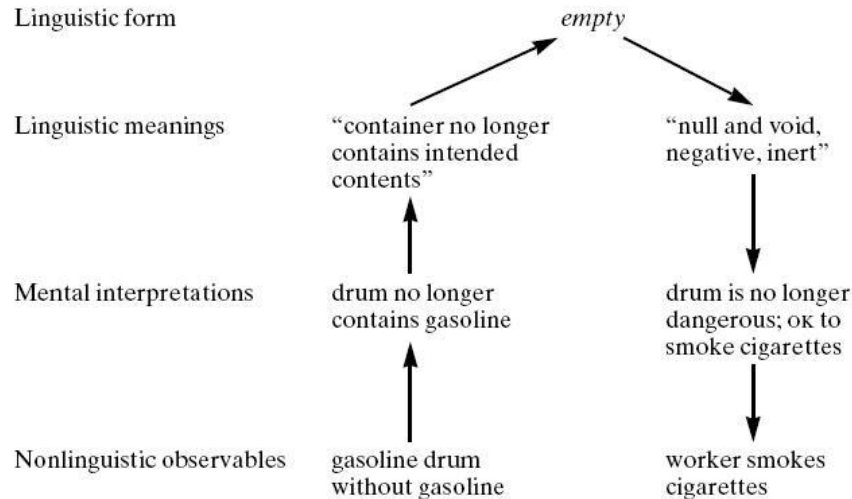 Linguistic form empty
Linguistic meanings “container no longer “null and void,
contains intended negative, inert”
contents”
Mental interpretations drum no longer drum is no longer
contains gasoline dangerous; OK to
smoke cigarettes
Nonlinguistic observables gasoline drum worker smokes
without gasoline cigarettes